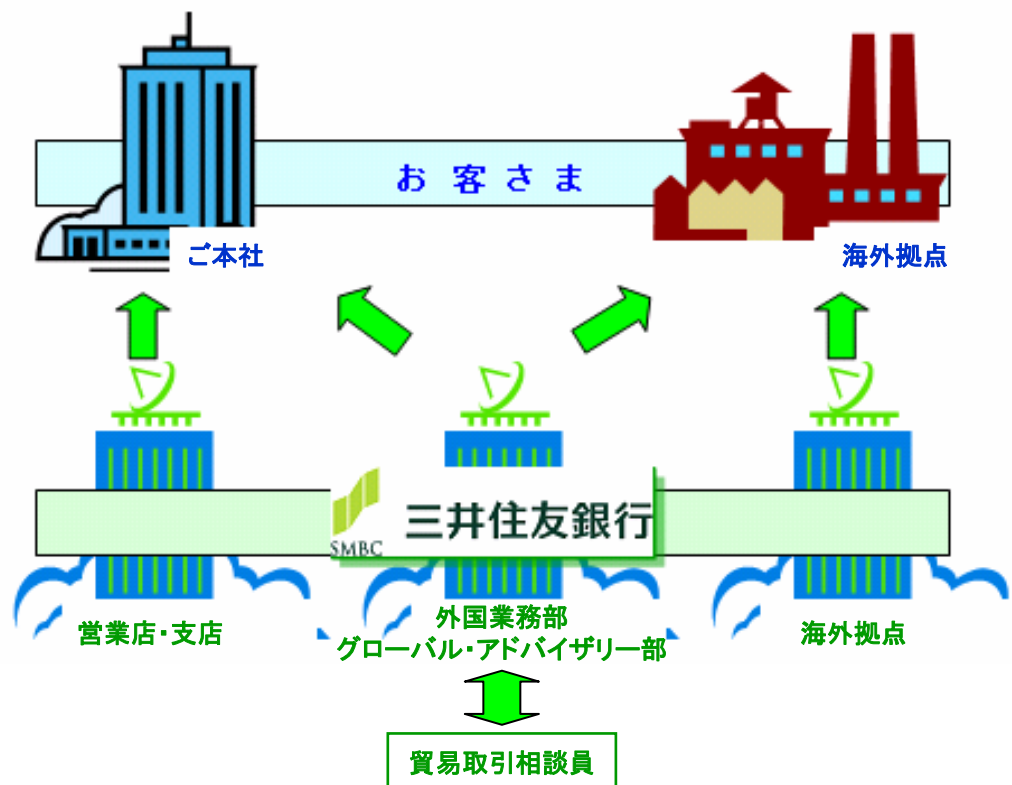 お客さま
ご本社
海外拠点
SMBC
三井住友銀行
営業店・支店
外国業務部
グローバル・アドバイザリー部
海外拠点
貿易取引相談員